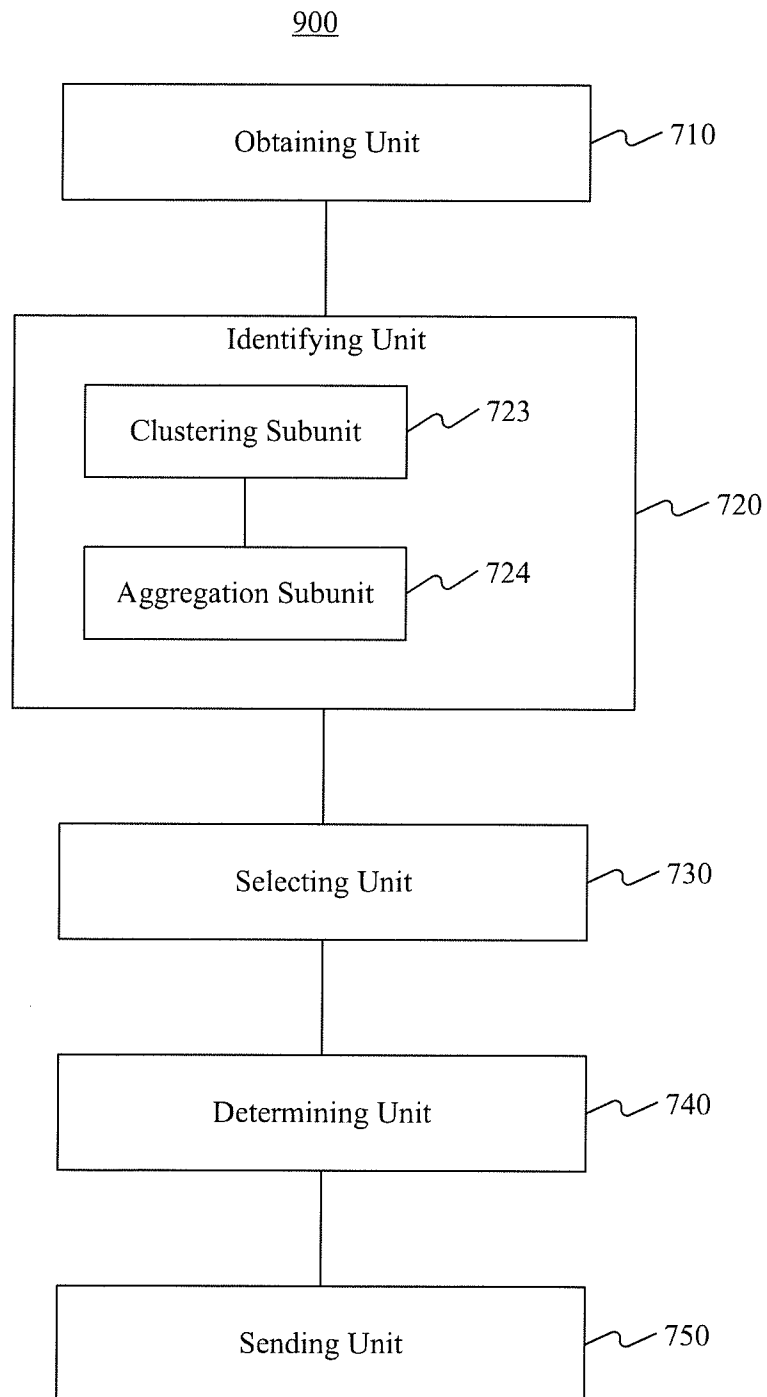 900
Obtaining Unit
710
Identifying Unit
Clustering Subunit
723
720
Aggregation Subunit
724
Selecting Unit
730
Determining Unit
740
Sending Unit
750